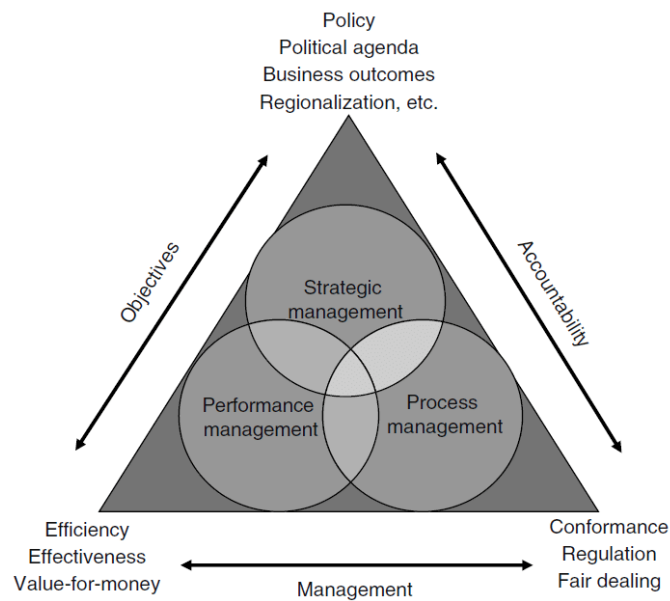 Policy
Political agenda
Business outcomes
Regionalization, etc.
Objectives
Accountability
Strategic
management
Performance
management
Process
management
Efficiency
Effectiveness
Value-for-money
Management
Conformance
Regulation
Fair dealing